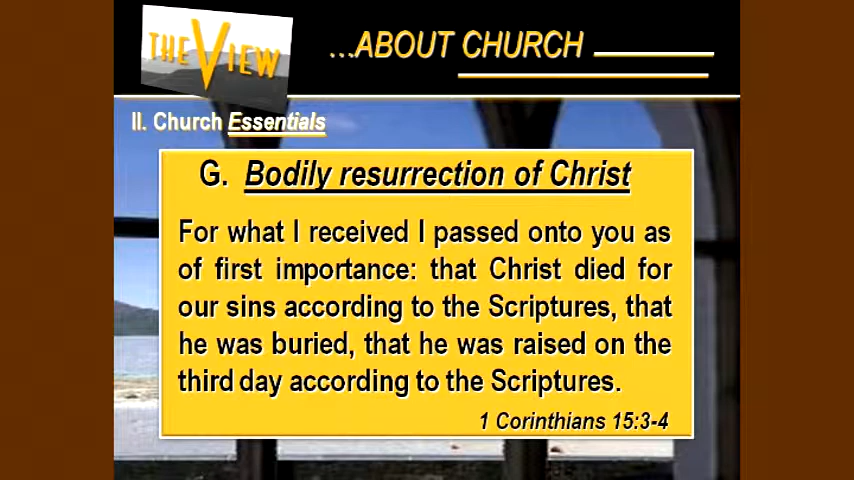 THE VIEW
...ABOUT CHURCH
II. Church Essentials
G. Bodily resurrection of Christ
For what I received I passed onto you as
of first importance: that Christ died for
our sins according to the Scriptures, that
he was buried, that he was raised on the
third day according to the Scriptures.
1 Corinthians 15:3-4